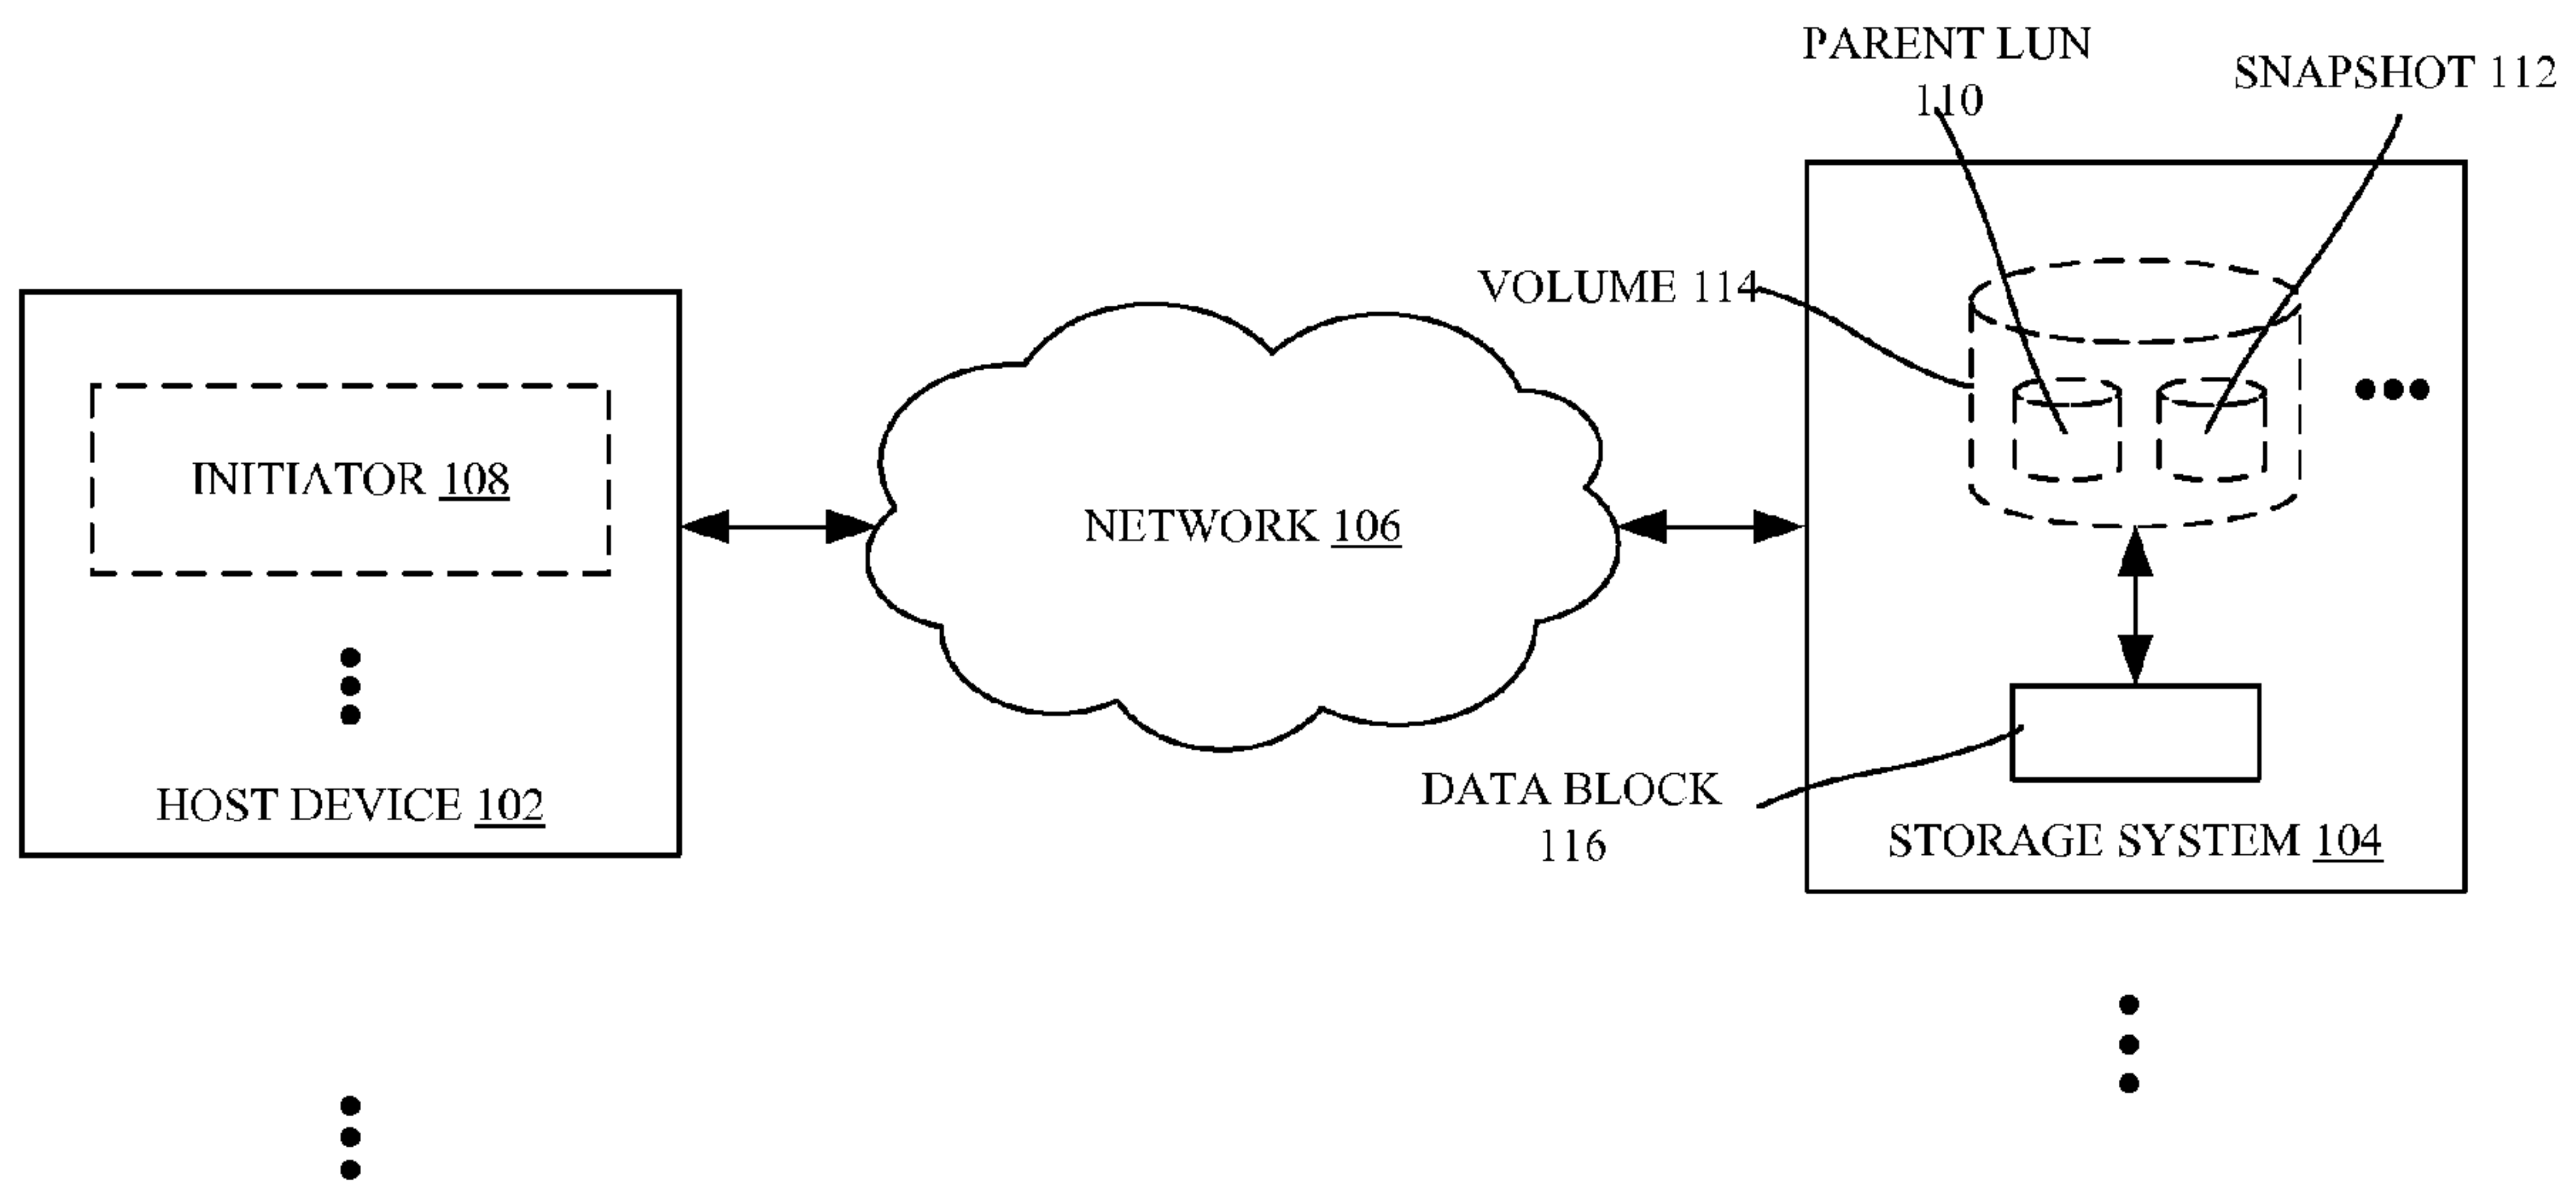 PARENT LUN
110
SNAPSHOT 112
VOLUME 114
INITIATOR 108
NETWORK 106
HOST DEVICE 102
DATA BLOCK
116
STORAGE SYSTEM 104